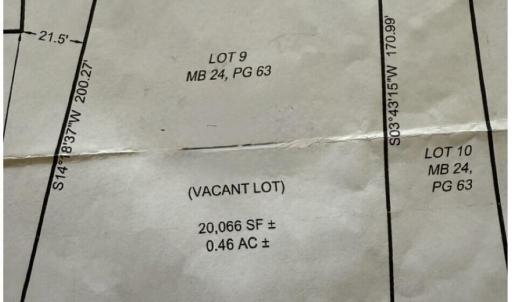 21.5'
S14°18'37"W 200.27'
LOT 9
MB 24, PG 63
S03°43'15"W 170.99'
LOT 10
MB 24,
PG 63
(VACANT LOT)
20,066 SF ±
0.46 AC ±